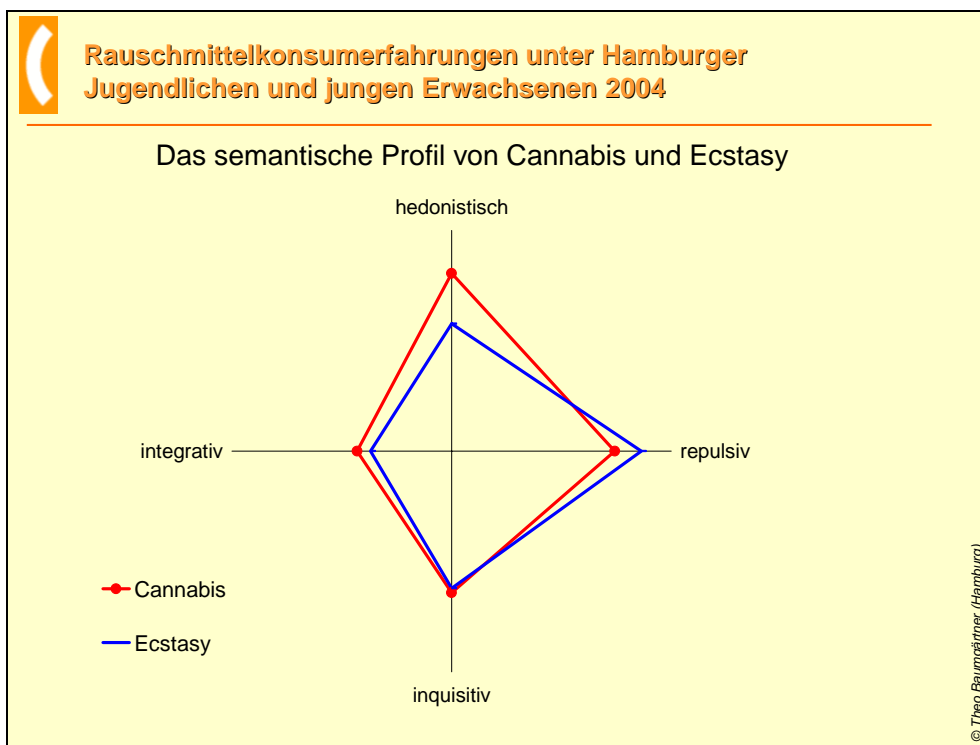 Rauschmittelkonsumerfahrungen unter Hamburger
Jugendlichen und jungen Erwachsenen 2004
Das semantische Profil von Cannabis und Ecstasy
hedonistisch
integrativ
repulsiv
Cannabis
Ecstasy
inquisitiv
© Theo Baumgärtner (Hamburg)